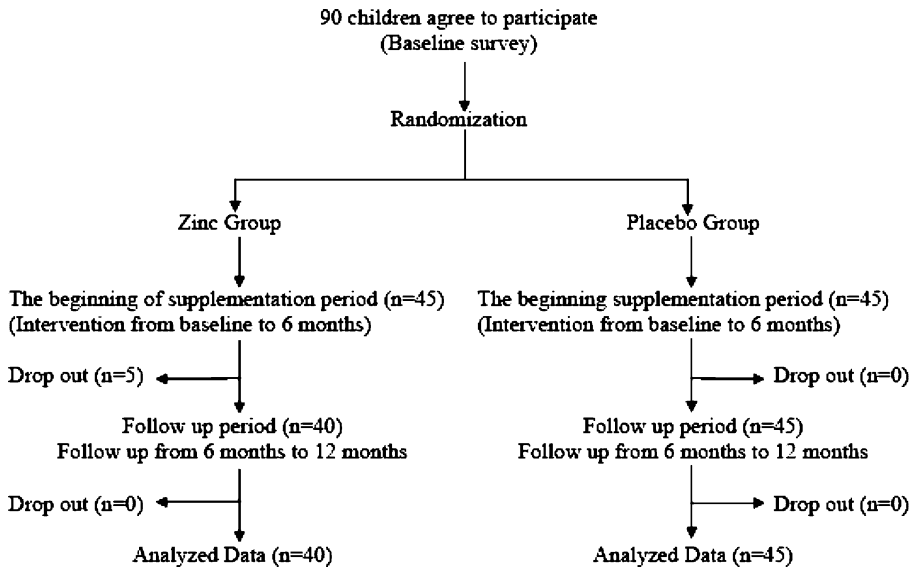 90 children agree to participate
(Baseline survey)
Randomization
Zinc Group
Placebo Group
The beginning of supplementation period (n=45)
(Intervention from baseline to 6 months)
The beginning supplementation period (n=45)
(Intervention from baseline to 6 months)
Drop out (n=5)
Drop out (n=0)
Follow up period (n=40)
Follow up from 6 months to 12 months
Follow up period (n=45)
Follow up from 6 months to 12 months
Drop out (n=0)
Drop out (n=0)
Analyzed Data (n=40)
Analyzed Data (n=45)